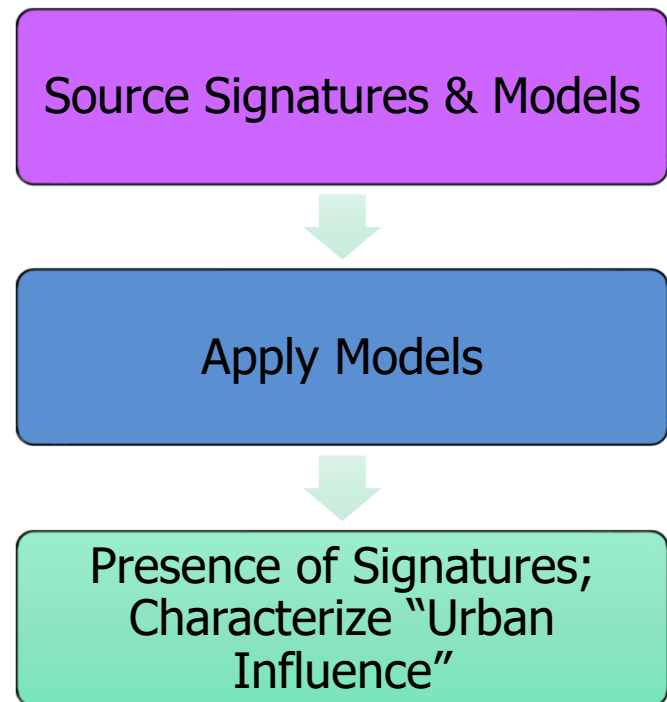 Source Signatures & Models
Apply Models
Presence of Signatures;
Characterize “Urban
Influence”